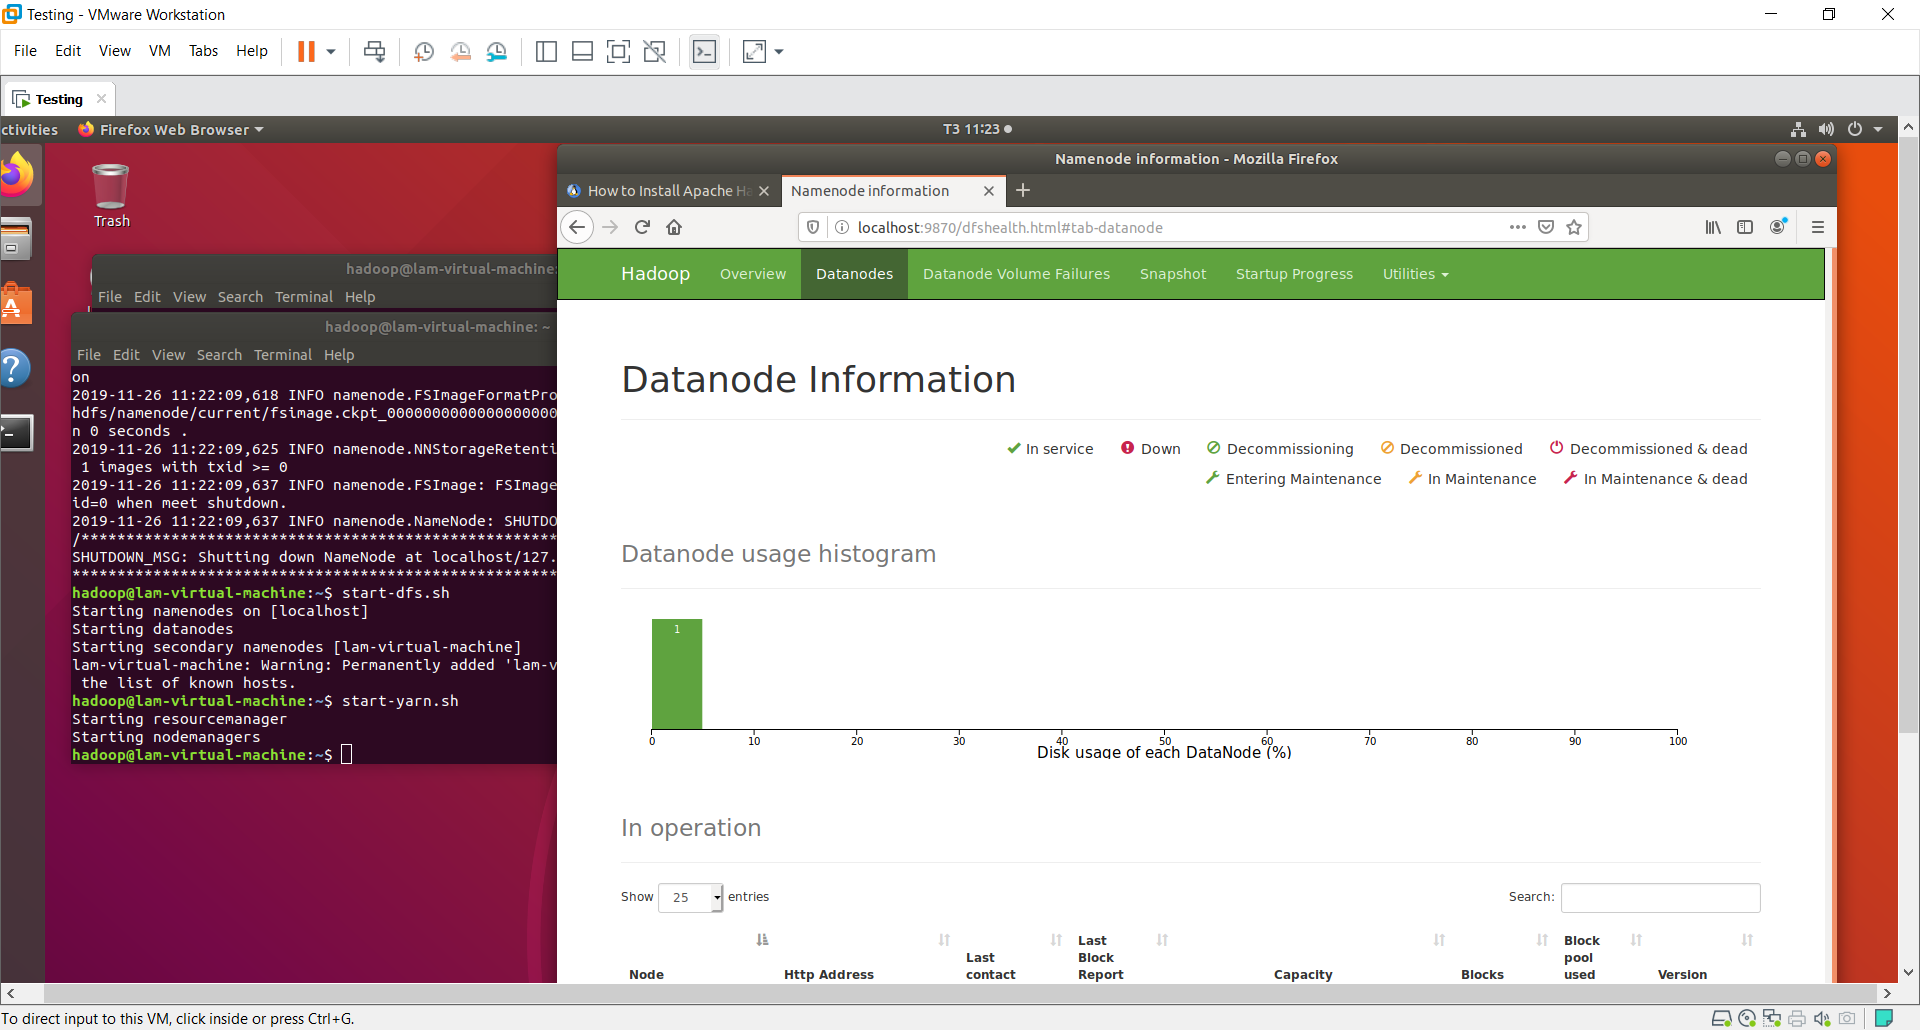 Testing - VMware Workstation
File Edit View VM Tabs Help
Testing
ctivities Firefox Web Browser T3 11:23
Trash
hadoop@lam-virtual-machine:
File Edit View Search Terminal Help
hadoop@lam-virtual-machine: ~
File Edit View Search Terminal Help
on
2019-11-26 11:22:09,618 INFO namenode.FSImageFormatPro
hdfs/namenode/current/fsimage.ckpt_0000000000000000000
n 0 seconds .
2019-11-26 11:22:09,625 INFO namenode.NNStorageRetenti
1 images with txid >= 0
2019-11-26 11:22:09,637 INFO namenode.FSImage: FSImage
id=0 when meet shutdown.
2019-11-26 11:22:09,637 INFO namenode.NameNode: SHUTDO
/*****************************************************
SHUTDOWN_MSG: Shutting down NameNode at localhost/127.
******************************************************
hadoop@lam-virtual-machine:~$ start-dfs.sh
Starting namenodes on [localhost]
Starting datanodes
Starting secondary namenodes [lam-virtual-machine]
lam-virtual-machine: Warning: Permanently added 'lam-v
the list of known hosts.
hadoop@lam-virtual-machine:~$ start-yarn.sh
Starting resourcemanager
Starting nodemanagers
hadoop@lam-virtual-machine:~$
Namenode information - Mozilla Firefox
How to Install Apache Ha Namenode information
localhost:9870/dfshealth.html#tab-datanode
Hadoop Overview Datanodes Datanode Volume Failures Snapshot Startup Progress Utilities
Datanode Information
In service Down Decommissioning Decommissioned Decommissioned & dead
Entering Maintenance In Maintenance In Maintenance & dead
Datanode usage histogram
1
0 10 20 30 40 50 60 70 80 90 100
Disk usage of each DataNode (%)
In operation
Show 25 entries Search:
Node Http Address Last contact Last Block Report Capacity Blocks Block pool used Version
To direct input to this VM, click inside or press Ctrl+G.